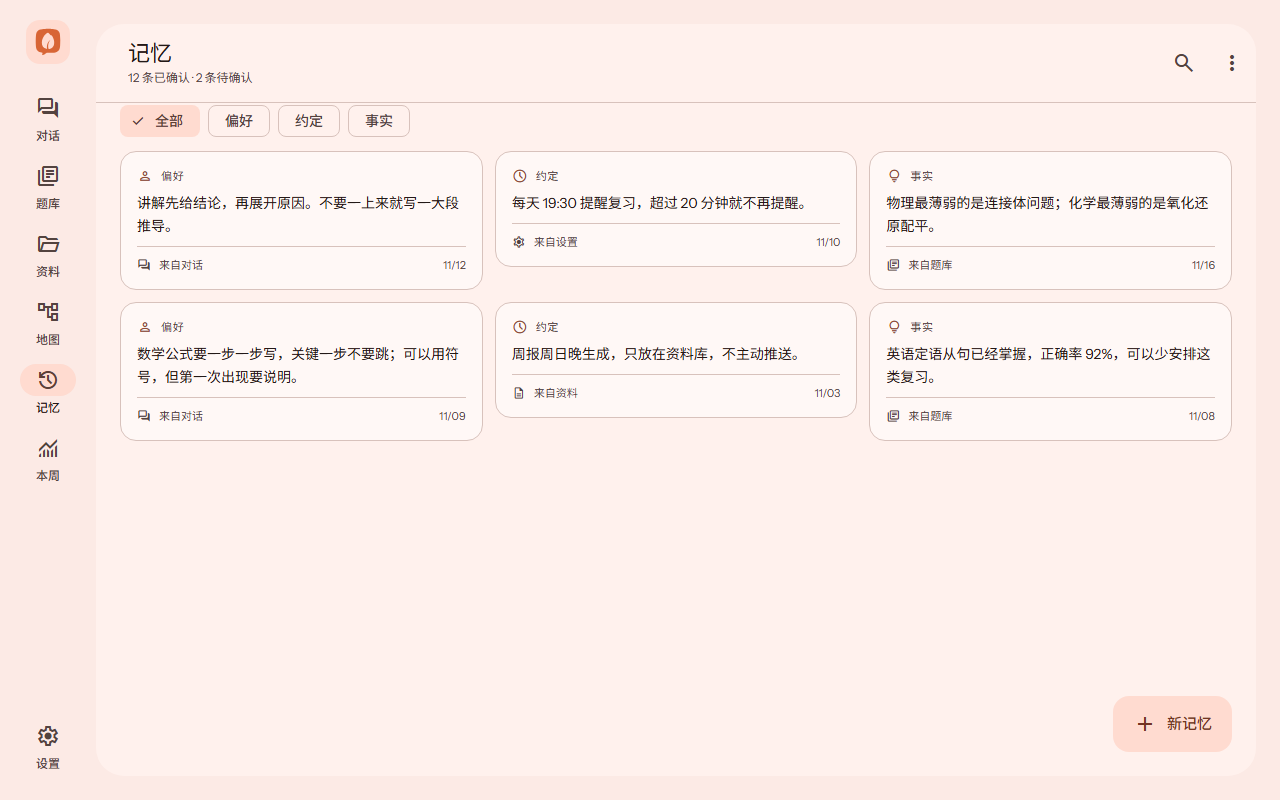 记忆
12 条已确认 · 2 条待确认
全部
偏好
约定
事实
对话
题库
资料
地图
记忆
本周
设置
偏好
讲解先给结论，再展开原因。不要一上来就写一大段
推导。
来自对话
11/12
约定
每天 19:30 提醒复习，超过 20 分钟就不再提醒。
来自设置
11/10
事实
物理最薄弱的是连接体问题；化学最薄弱的是氧化还
原配平。
来自题库
11/16
偏好
数学公式要一步一步写，关键一步不要跳；可以用符
号，但第一次出现要说明。
来自对话
11/09
约定
周报周日晚生成，只放在资料库，不主动推送。
来自资料
11/03
事实
英语定语从句已经掌握，正确率 92%，可以少安排这
类复习。
来自题库
11/08
新记忆